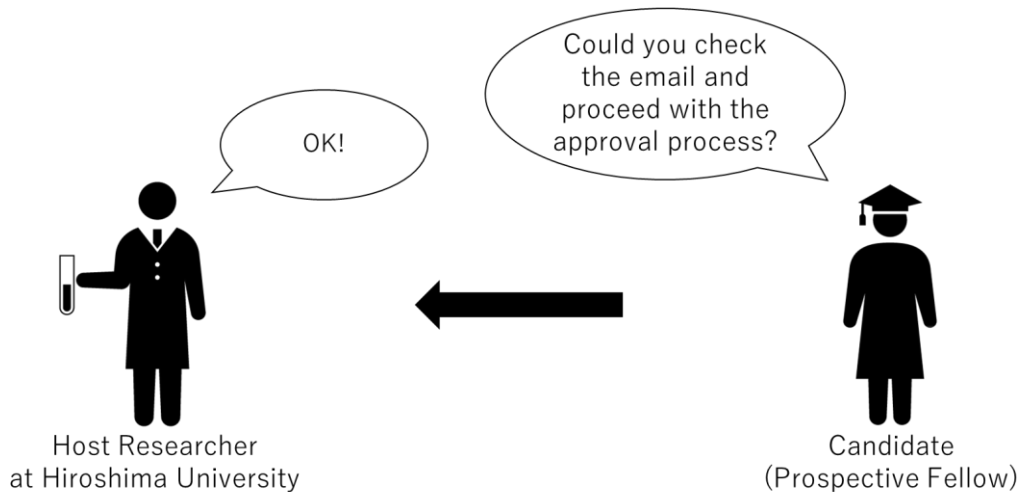 Could you check
the email and
proceed with the
approval process?
OK!
Host Researcher
at Hiroshima University
Candidate
(Prospective Fellow)